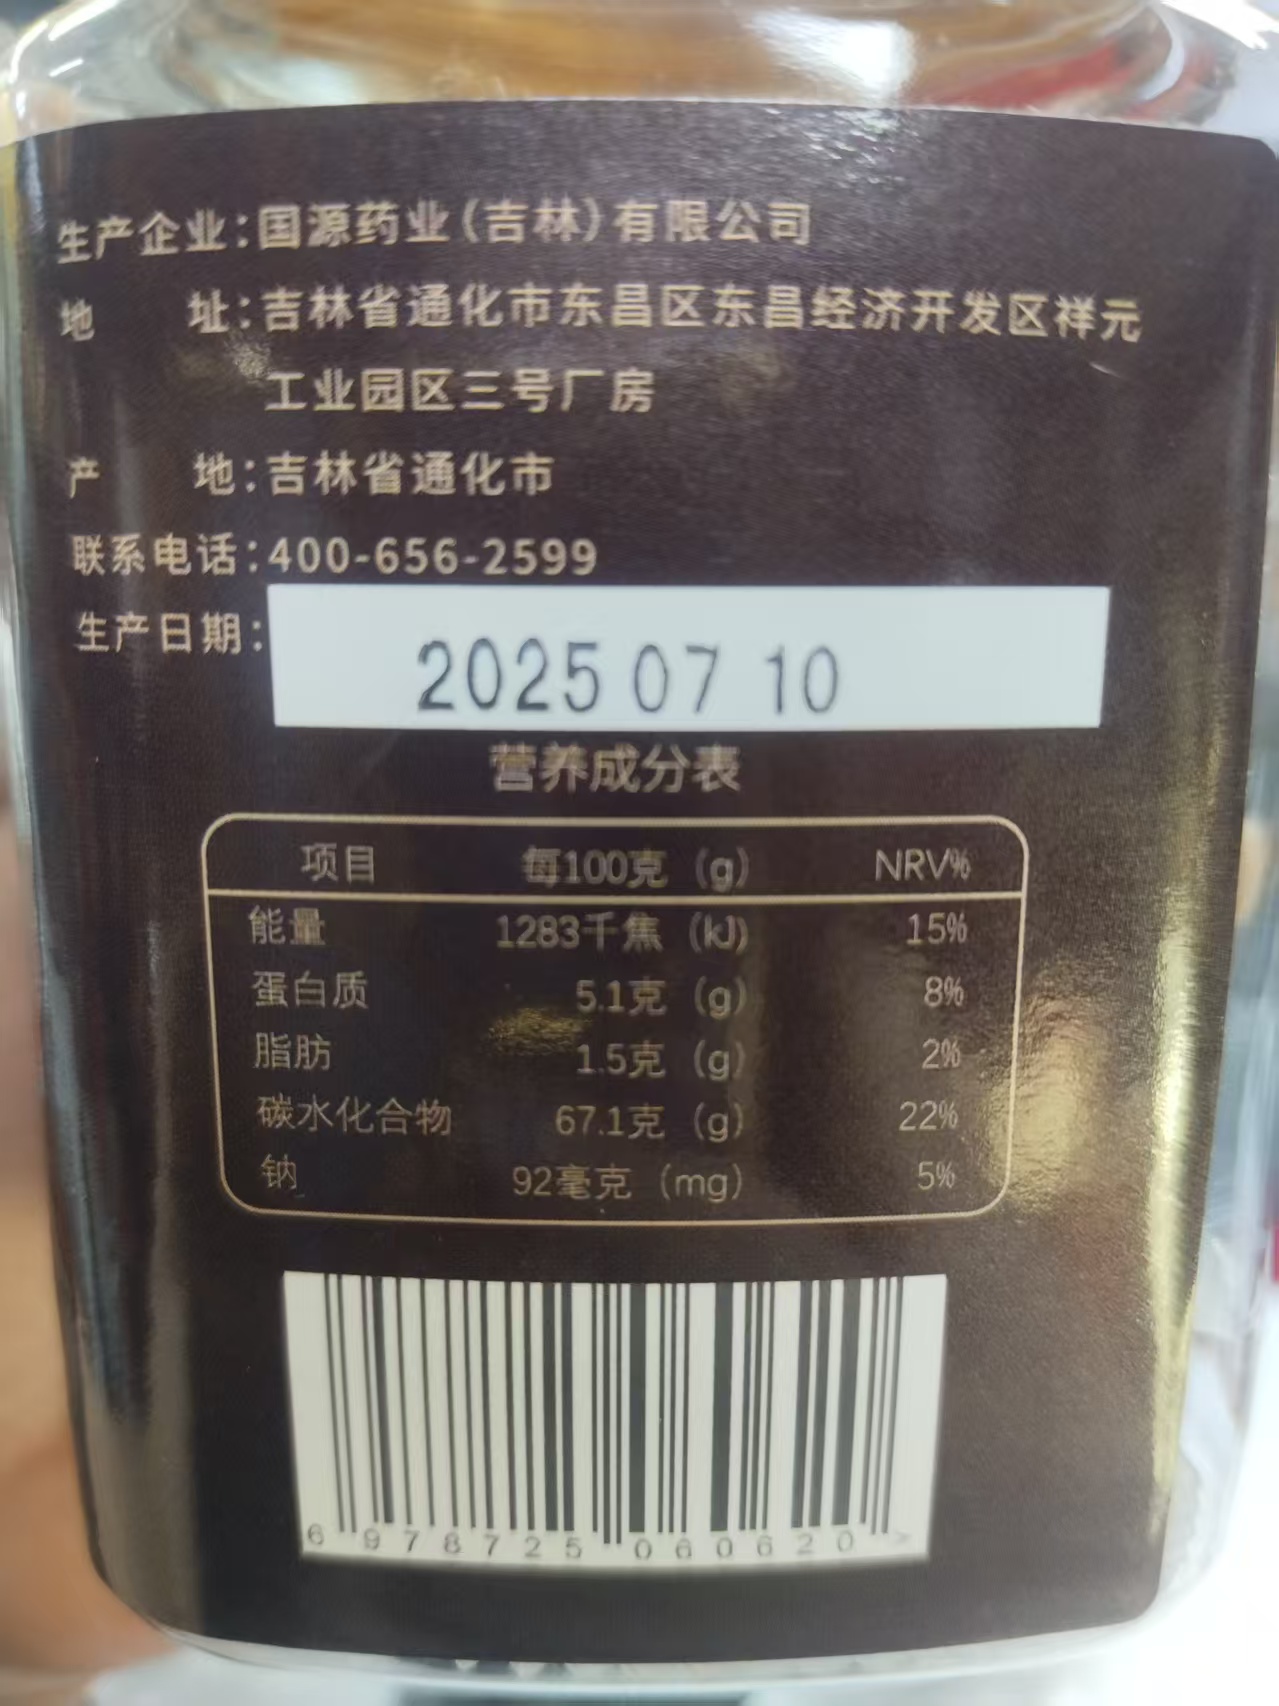 生产企业:国源药业(吉林)有限公司
地 址:吉林省通化市东昌区东昌经济开发区祥元
工业园区三号厂房
产 地:吉林省通化市
联系电话:400-656-2599
生产日期:
2025 07 10
营养成分表
项目 每100克 (g) NRV%
能量 1283千焦 (kJ) 15%
蛋白质 5.1克 (g) 8%
脂肪 1.5克 (g) 2%
碳水化合物 67.1克 (g) 22%
钠 92毫克 (mg) 5%
6 978725 060620 >